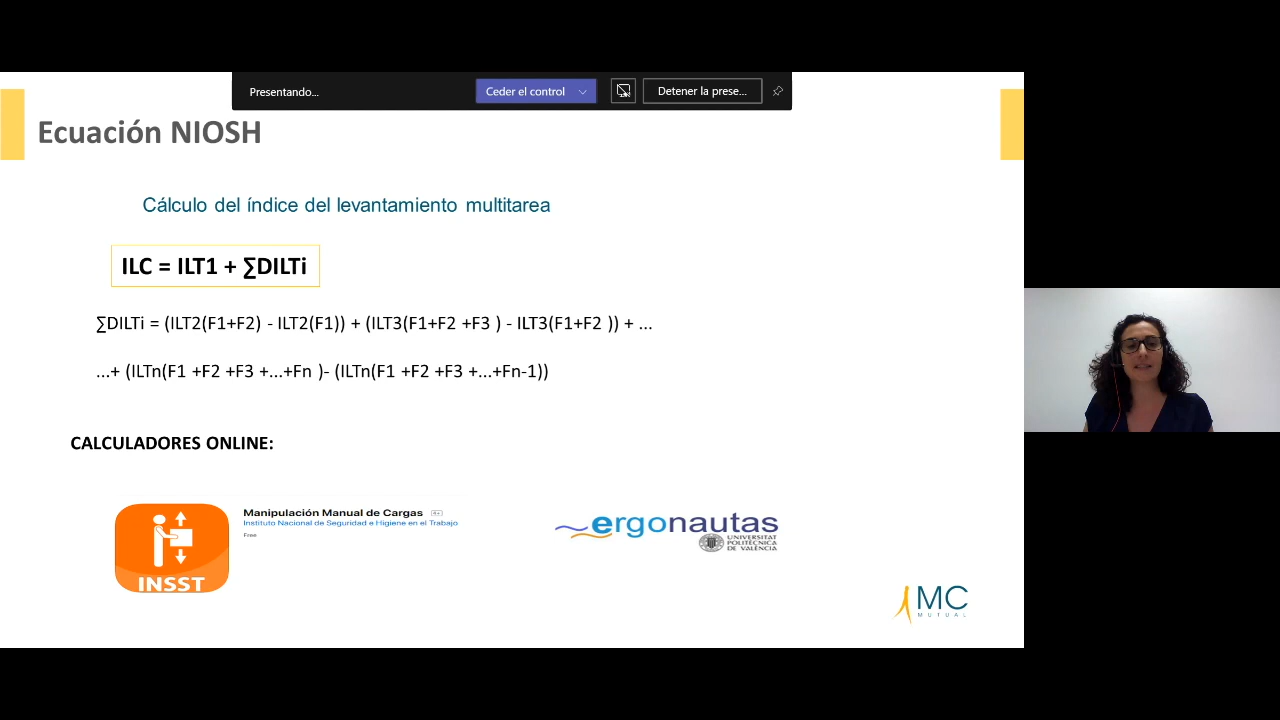 Presentando...
Ceder el control
Detener la prese...
Ecuación NIOSH
Cálculo del índice del levantamiento multitarea
ILC = ILT1 + ∑DILTi
∑DILTi = (ILT2(F1+F2) - ILT2(F1)) + (ILT3(F1+F2 +F3 ) - ILT3(F1+F2 )) + ...
...+ (ILTn(F1 +F2 +F3 +...+Fn )- (ILTn(F1 +F2 +F3 +...+Fn-1))
CALCULADORES ONLINE:
INSST
Manipulación Manual de Cargas 4+
Instituto Nacional de Seguridad e Higiene en el Trabajo
Free
ergonautas
UNIVERSITAT
POLITÈCNICA
DE VALÈNCIA
MC
MUTUAL